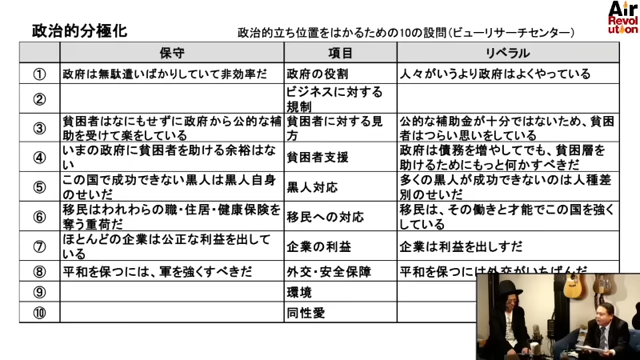 Air
Revol
ution
政治的分極化
政治的立ち位置をはかるための10の設問(ピューリサーチセンター)
保守 項目 リベラル
① 政府は無駄遣いばかりしていて非効率だ 政府の役割 人々がいうより政府はよくやっている
② ビジネスに対する
規制
③ 貧困者はなにもせずに政府から公的な補
助を受けて楽をしている 貧困者に対する見
方 公的な補助金が十分ではないため、貧困
者はつらい思いをしている
④ いまの政府に貧困者を助ける余裕はな
い 貧困者支援 政府は債務を増やしてでも、貧困層を
助けるためにもっと何かすべきだ
⑤ この国で成功できない黒人は黒人自身
のせいだ 黒人対応 多くの黒人が成功できないのは人種差
別のせいだ
⑥ 移民はわれわれの職・住居・健康保険を
奪う重荷だ 移民への対応 移民は、その働きと才能でこの国を強く
している
⑦ ほとんどの企業は公正な利益を出して
いる 企業の利益 企業は利益を出しすだ
⑧ 平和を保つには、軍を強くすべきだ 外交・安全保障 平和を保つには外交がいちばんだ
⑨ 環境
⑩ 同性愛